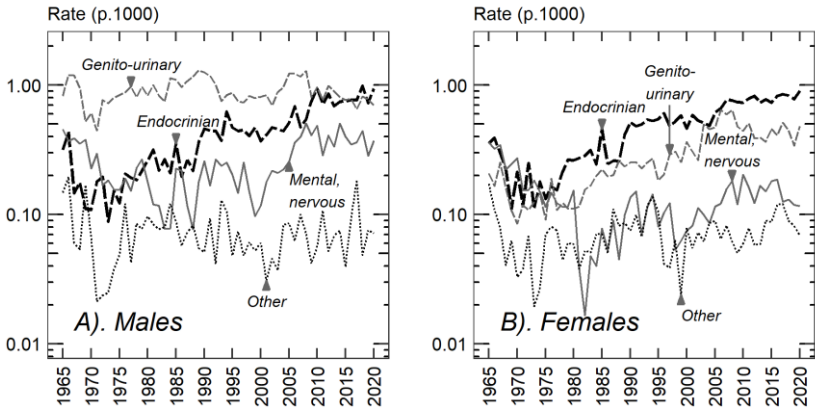 Rate (p.1000)
1.00
0.10
0.01
Genito-urinary
Endocrinian
Mental,
nervous
Other
A). Males
1965
1970
1975
1980
1985
1990
1995
2000
2005
2010
2015
2020
Rate (p.1000)
1.00
0.10
0.01
Genito-
urinary
Endocrinian
Mental,
nervous
Other
B). Females
1965
1970
1975
1980
1985
1990
1995
2000
2005
2010
2015
2020